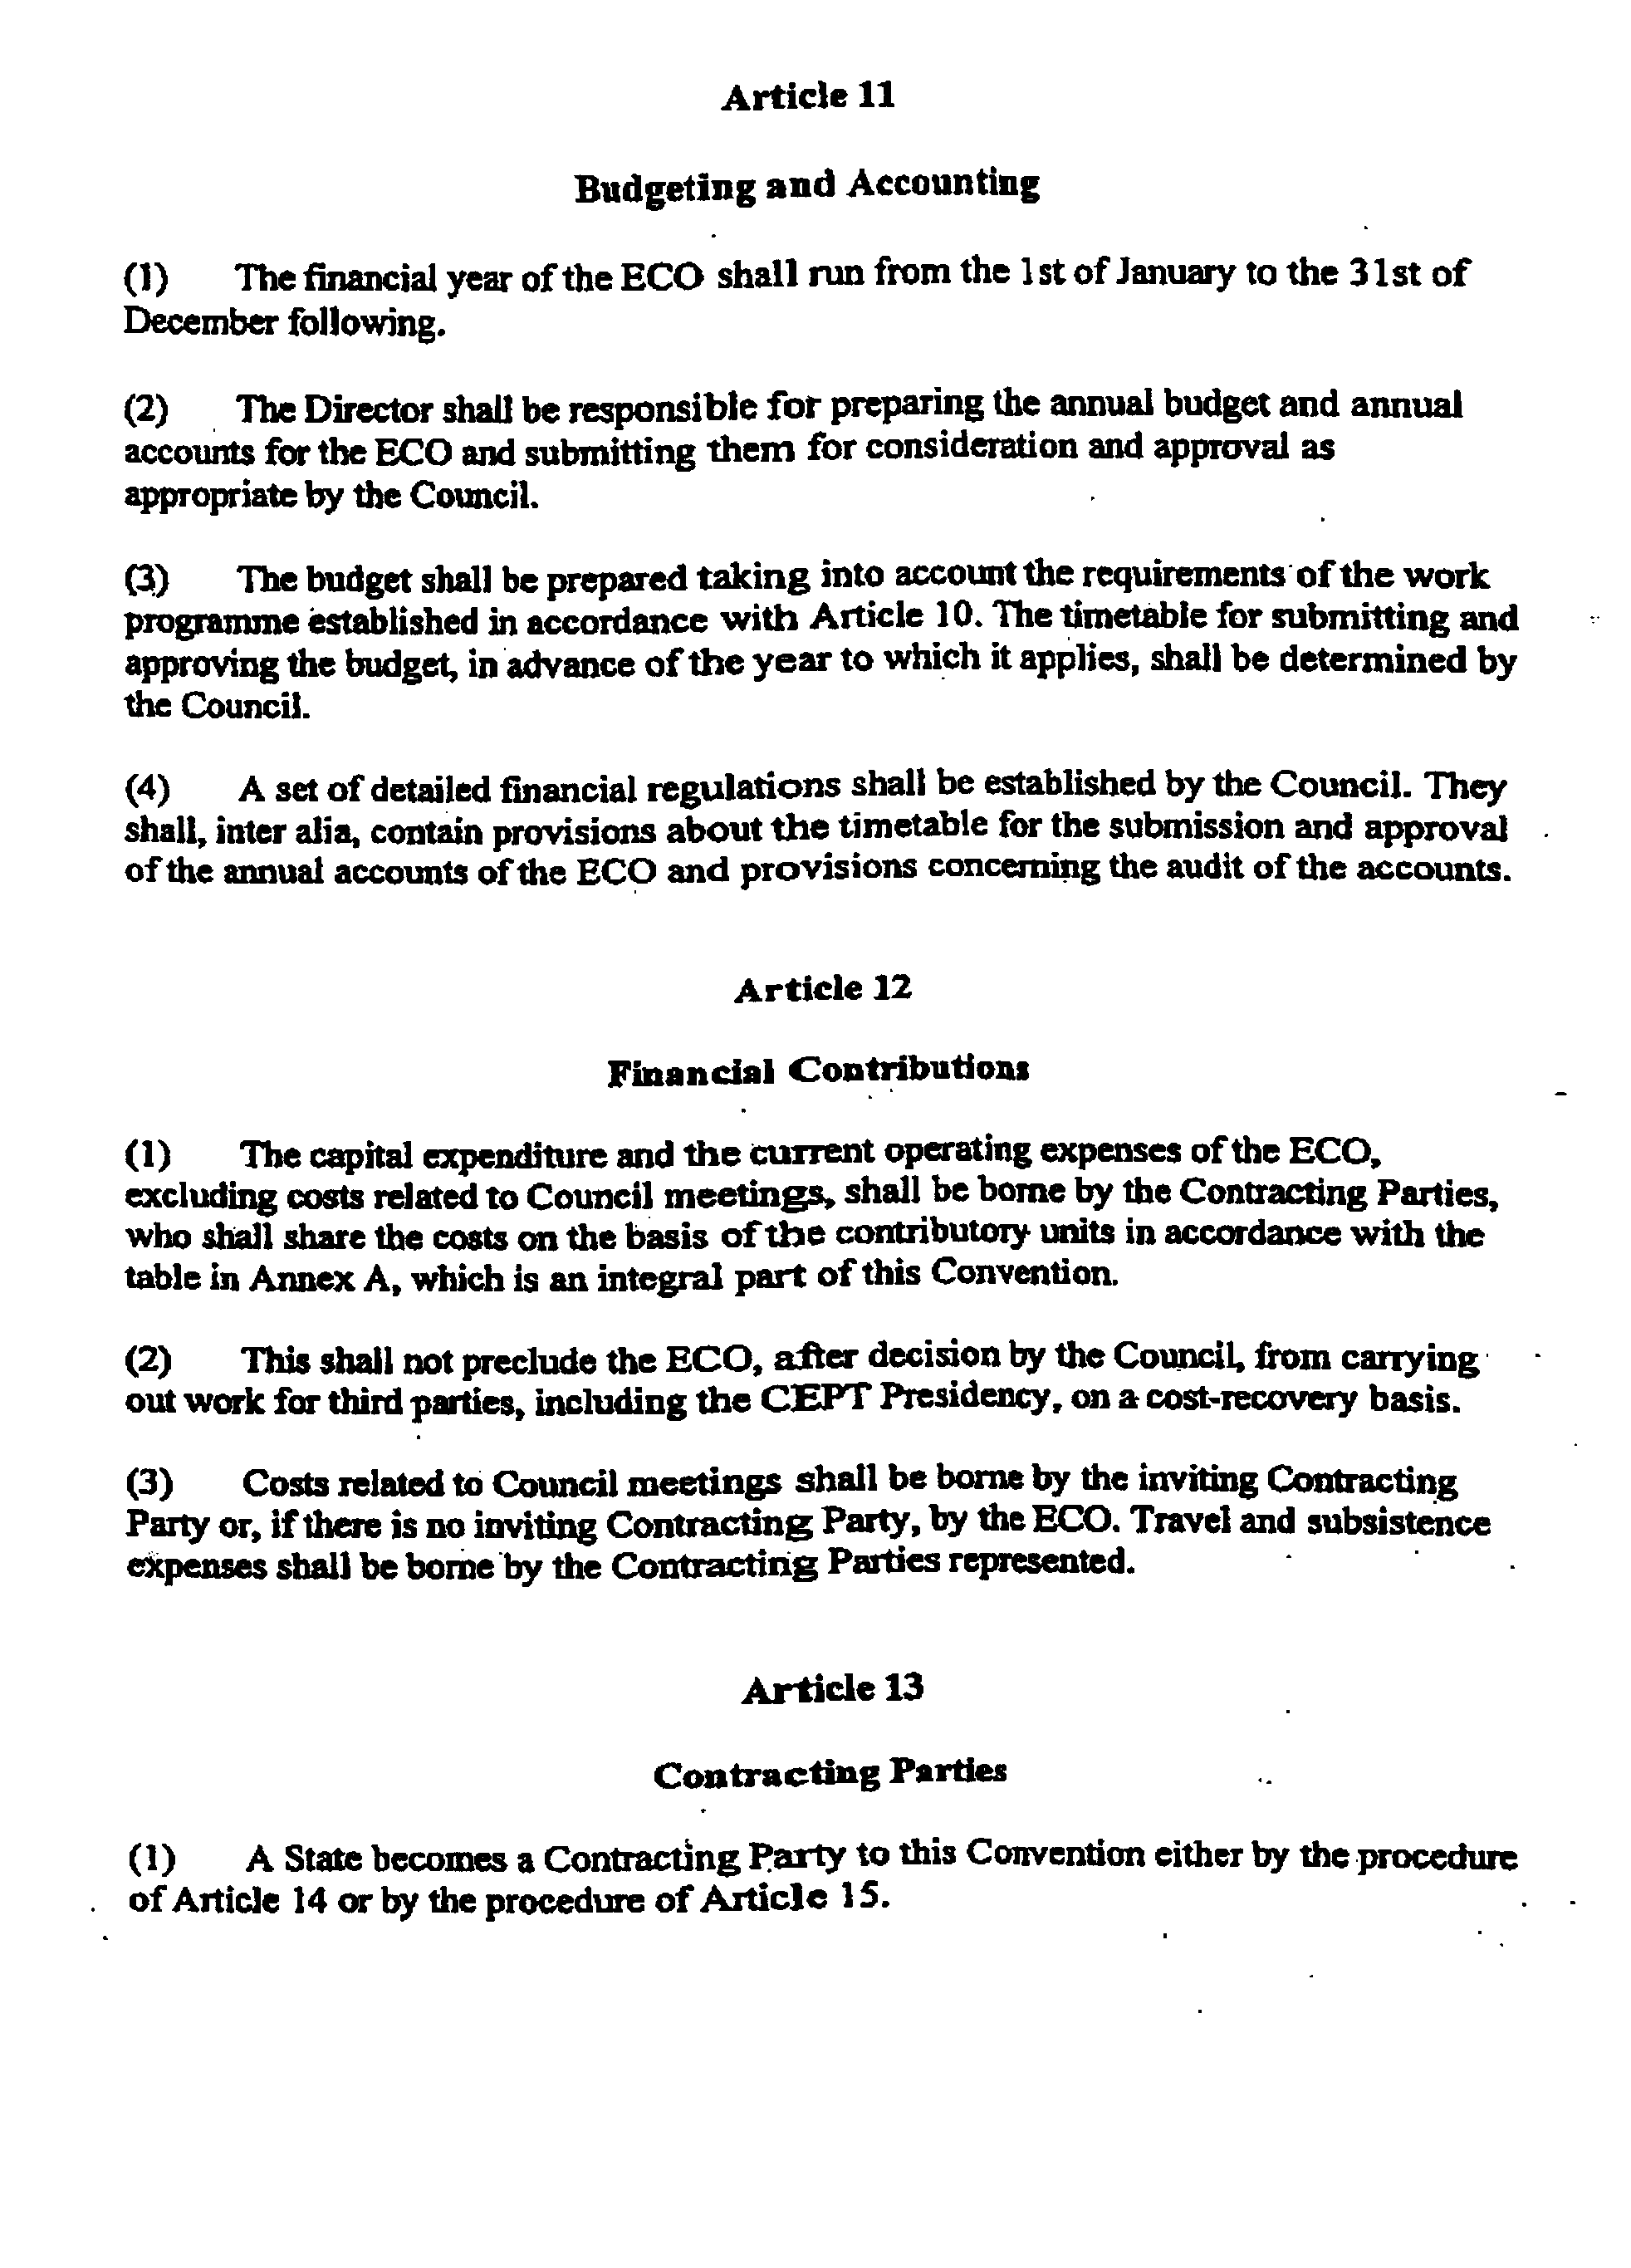 Article 11
Budgeting and Accounting
(1) The financial year of the ECO shall run from the 1st of January to the 31st of
December following.
(2) The Director shall be responsible for preparing the annual budget and annual
accounts for the ECO and submitting them for consideration and approval as
appropriate by the Council.
(3) The budget shall be prepared taking into account the requirements of the work
programme established in accordance with Article 10. The timetable for submitting and
approving the budget, in advance of the year to which it applies, shall be determined by
the Council.
(4) A set of detailed financial regulations shall be established by the Council. They
shall, inter alia, contain provisions about the timetable for the submission and approval
of the annual accounts of the ECO and provisions concerning the audit of the accounts.
Article 12
Financial Contributions
(1) The capital expenditure and the current operating expenses of the ECO,
excluding costs related to Council meetings, shall be borne by the Contracting Parties,
who shall share the costs on the basis of the contributory units in accordance with the
table in Annex A, which is an integral part of this Convention.
(2) This shall not preclude the ECO, after decision by the Council, from carrying
out work for third parties, including the CEPT Presidency, on a cost-recovery basis.
(3) Costs related to Council meetings shall be borne by the inviting Contracting
Party or, if there is no inviting Contracting Party, by the ECO. Travel and subsistence
expenses shall be borne by the Contracting Parties represented.
Article 13
Contracting Parties
(1) A State becomes a Contracting Party to this Convention either by the procedure
of Article 14 or by the procedure of Article 15.